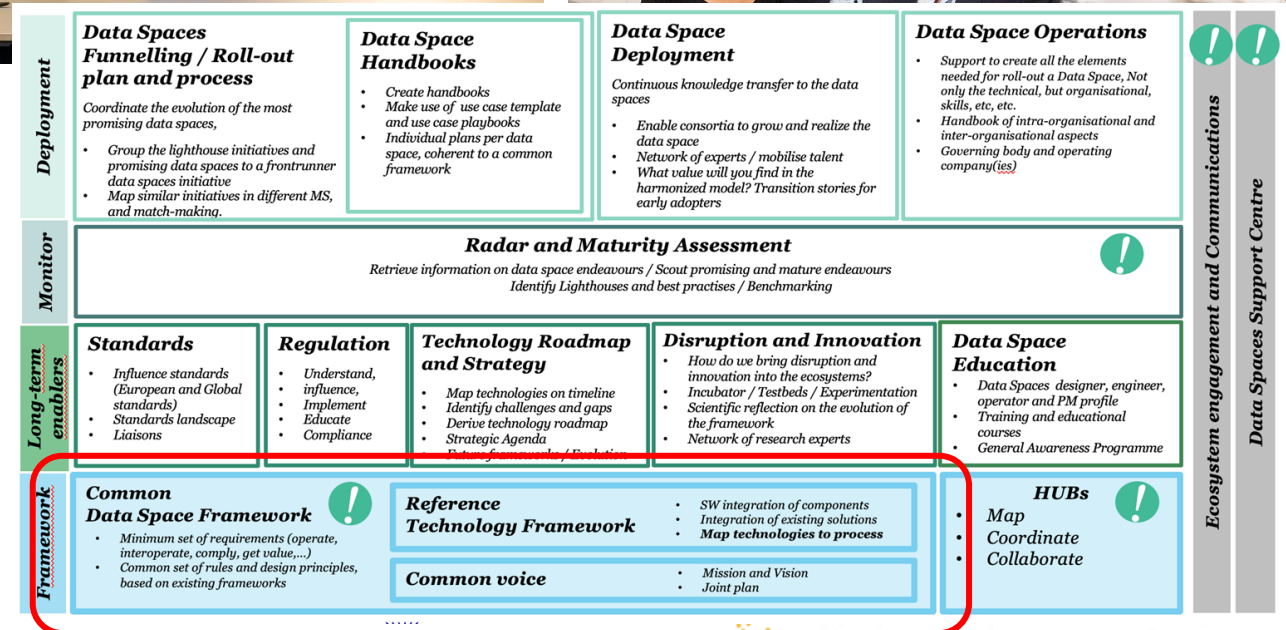 Deployment
Data Spaces
Funnelling / Roll-out
plan and process
Coordinate the evolution of the most
promising data spaces,
• Group the lighthouse initiatives and
promising data spaces to a frontrunner
data spaces initiative
• Map similar initiatives in different MS,
and match-making.
Data Space
Handbooks
• Create handbooks
• Make use of use case template
and use case playbooks
• Individual plans per data
space, coherent to a common
framework
Data Space
Deployment
Continuous knowledge transfer to the data
spaces
• Enable consortia to grow and realize the
data space
• Network of experts / mobilise talent
• What value will you find in the
harmonized model? Transition stories for
early adopters
Data Space Operations
• Support to create all the elements
needed for roll-out a Data Space, Not
only the technical, but organisational,
skills, etc, etc.
• Handbook of intra-organisational and
inter-organisational aspects
• Governing body and operating
company(ies)
Monitor
Radar and Maturity Assessment
Retrieve information on data space endeavours / Scout promising and mature endeavours
Identify Lighthouses and best practises / Benchmarking
!
Long-term
enablers
Standards
• Influence standards
(European and Global
standards)
• Standards landscape
• Liaisons
Regulation
• Understand,
• influence,
• Implement
• Educate
• Compliance
Technology Roadmap
and Strategy
• Map technologies on timeline
• Identify challenges and gaps
• Derive technology roadmap
• Strategic Agenda
• Future frameworks / Evolution
Disruption and Innovation
• How do we bring disruption and
innovation into the ecosystems?
• Incubator / Testbeds / Experimentation
• Scientific reflection on the evolution of
the framework
• Network of research experts
Data Space
Education
• Data Spaces designer, engineer,
operator and PM profile
• Training and educational
courses
• General Awareness Programme
Framework
Common
Data Space Framework
!
• Minimum set of requirements (operate,
interoperate, comply, get value,...)
• Common set of rules and design principles,
based on existing frameworks
Reference
Technology Framework
• SW integration of components
• Integration of existing solutions
• Map technologies to process
Common voice
• Mission and Vision
• Joint plan
HUBs
!
• Map
• Coordinate
• Collaborate
!
Ecosystem engagement and Communications
!
Data Spaces Support Centre